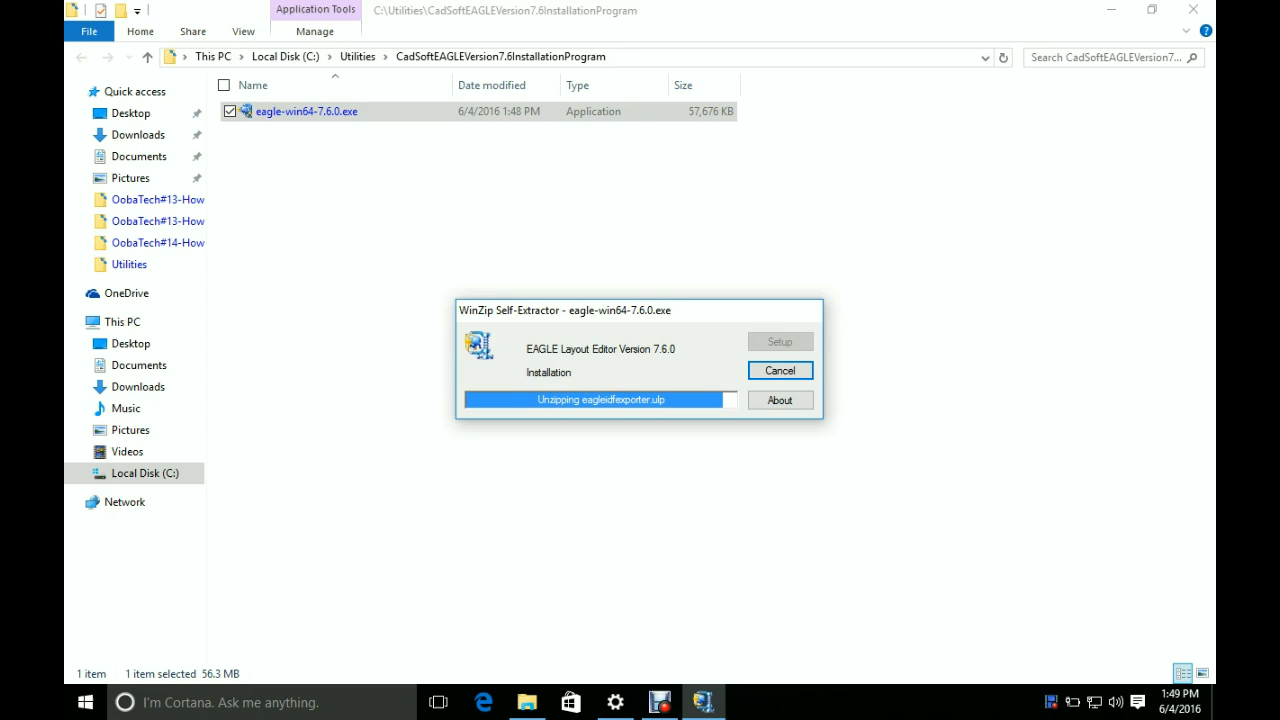 Application Tools
C:\Utilities\CadSoftEAGLEVersion7.6InstallationProgram
File
Home
Share
View
Manage
This PC
Local Disk (C:)
Utilities
CadSoftEAGLEVersion7.6InstallationProgram
Search CadSoftEAGLEVersion7...
Name
Date modified
Type
Size
eagle-win64-7.6.0.exe
6/4/2016 1:48 PM
Application
57,676 KB
Quick access
Desktop
Downloads
Documents
Pictures
OobaTech#13-How
OobaTech#13-How
OobaTech#14-How
Utilities
OneDrive
This PC
Desktop
Documents
Downloads
Music
Pictures
Videos
Local Disk (C:)
Network
WinZip Self-Extractor - eagle-win64-7.6.0.exe
EAGLE Layout Editor Version 7.6.0
Installation
Unzipping eagleidfexporter.ulp
Setup
Cancel
About
1 item
1 item selected 56.3 MB
I'm Cortana. Ask me anything.
1:49 PM
6/4/2016